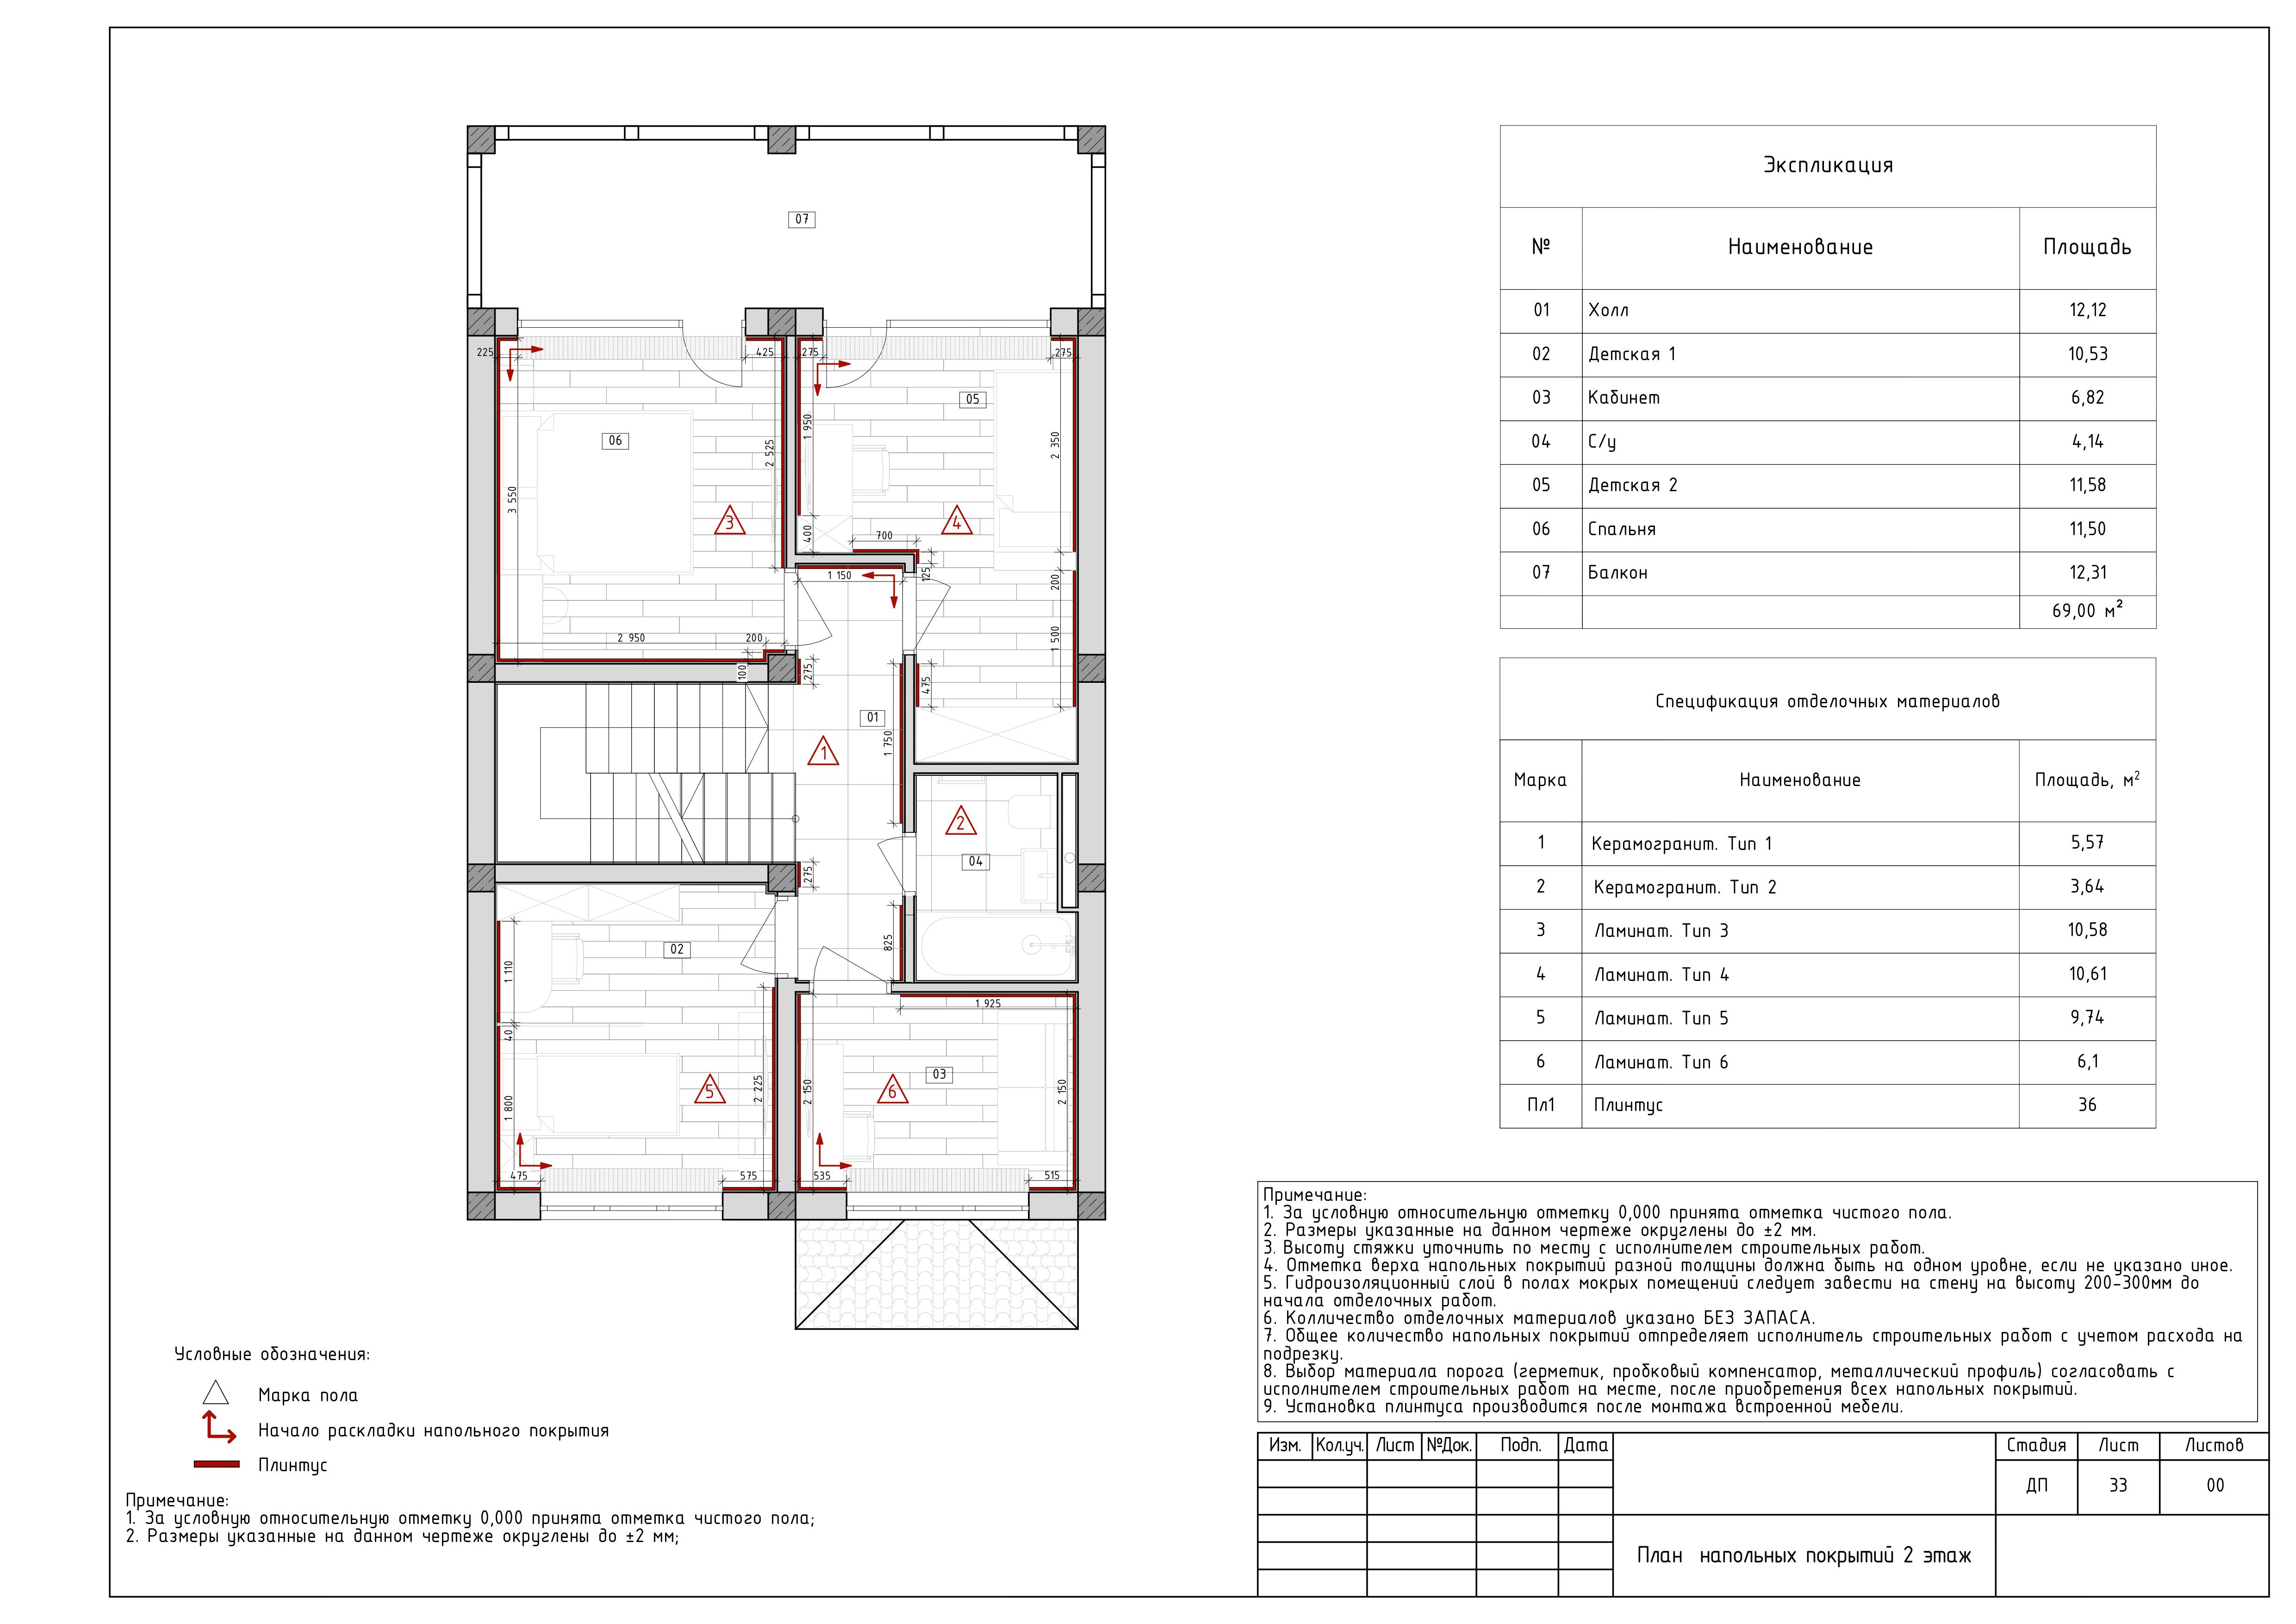 07
225
425
275
275
05
06
1 950
2 525
2 350
3 550
3
4
400
700
1 150
125
200
2 950
200
1 500
100
275
475
01
1 750
1
2
04
275
02
825
1 110
1 925
40
03
5
6
2 225
2 150
2 150
1 800
475
575
535
515
Экспликация
№ Наименование Площадь
01 Холл 12,12
02 Детская 1 10,53
03 Кабинет 6,82
04 С/у 4,14
05 Детская 2 11,58
06 Спальня 11,50
07 Балкон 12,31
69,00 м²
Спецификация отделочных материалов
Марка Наименование Площадь, м²
1 Керамогранит. Тип 1 5,57
2 Керамогранит. Тип 2 3,64
3 Ламинат. Тип 3 10,58
4 Ламинат. Тип 4 10,61
5 Ламинат. Тип 5 9,74
6 Ламинат. Тип 6 6,1
Пл1 Плинтус 36
Примечание:
1. За условную относительную отметку 0,000 принята отметка чистого пола.
2. Размеры указанные на данном чертеже округлены до ±2 мм.
3. Высоту стяжки уточнить по месту с исполнителем строительных работ.
4. Отметка верха напольных покрытий разной толщины должна быть на одном уровне, если не указано иное.
5. Гидроизоляционный слой в полах мокрых помещений следует завести на стену на высоту 200-300мм до
начала отделочных работ.
6. Колличество отделочных материалов указано БЕЗ ЗАПАСА.
7. Общее количество напольных покрытий отпределяет исполнитель строительных работ с учетом расхода на
подрезку.
8. Выбор материала порога (герметик, пробковый компенсатор, металлический профиль) согласовать с
исполнителем строительных работ на месте, после приобретения всех напольных покрытий.
9. Установка плинтуса производится после монтажа встроенной мебели.
Условные обозначения:
Марка пола
Начало раскладки напольного покрытия
Плинтус
Примечание:
1. За условную относительную отметку 0,000 принята отметка чистого пола;
2. Размеры указанные на данном чертеже округлены до ±2 мм;
Изм. Кол.уч. Лист №Док. Подп. Дата
Стадия Лист Листов
ДП 33 00
План напольных покрытий 2 этаж